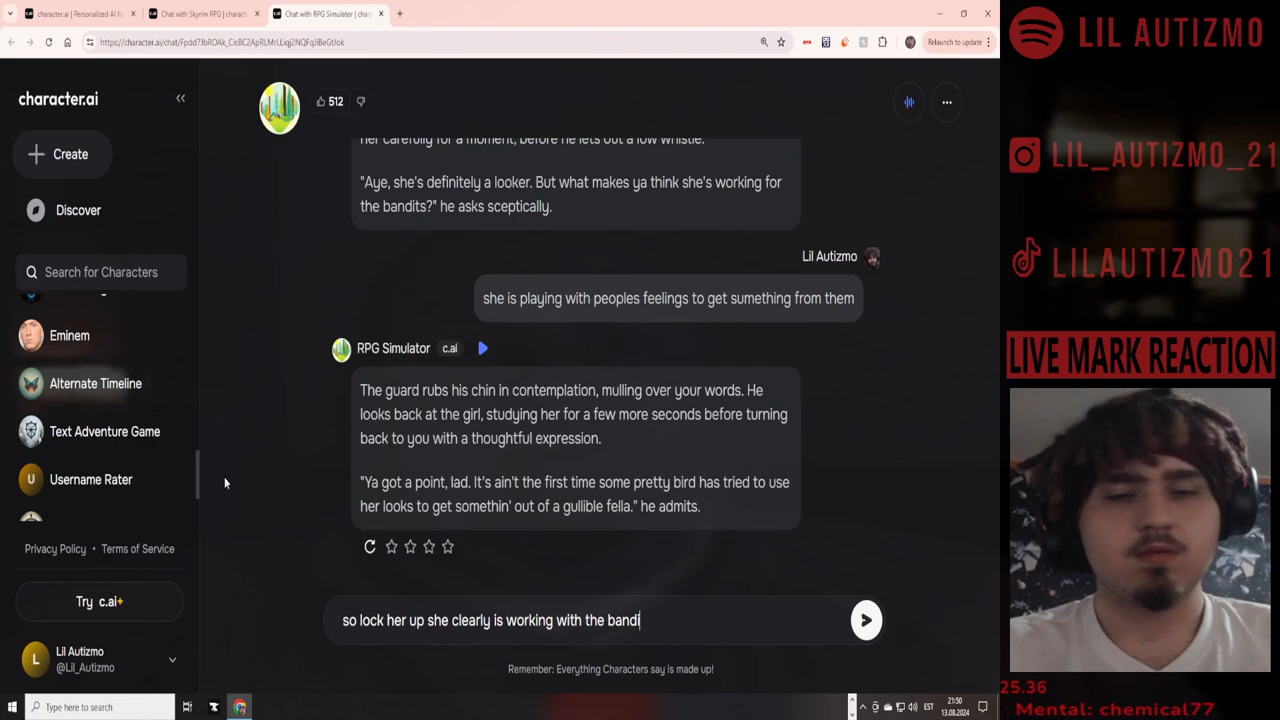 character.ai | Personalized AI f
Chat with Skyrim RPG | charact
Chat with RPG Simulator | char
https://character.ai/chat/Fpdd7JbROAk_CisBC2ApRLMrLLiqj2NQFqJiBeGtJok
Relaunch to update
character.ai
512
Create
Discover
Search for Characters
Eminem
Alternate Timeline
Text Adventure Game
U
Username Rater
Privacy Policy • Terms of Service
Try c.ai+
L
Lil Autizmo
@Lil_Autizmo
her carefully for a moment, before he lets out a low whistle.
"Aye, she's definitely a looker. But what makes ya think she's working for
the bandits?" he asks sceptically.
Lil Autizmo
she is playing with peoples feelings to get sumething from them
RPG Simulator c.ai
The guard rubs his chin in contemplation, mulling over your words. He
looks back at the girl, studying her for a few more seconds before turning
back to you with a thoughtful expression.
"Ya got a point, lad. It's ain't the first time some pretty bird has tried to use
her looks to get somethin' out of a gullible fella." he admits.
so lock her up she clearly is working with the bandi
Remember: Everything Characters say is made up!
Type here to search
EST
21:50
13.08.2024
LIL AUTIZMO
LIL_AUTIZMO_21
LILAUTIZMO21
LIVE MARK REACTION
25.36
Mental: chemical77